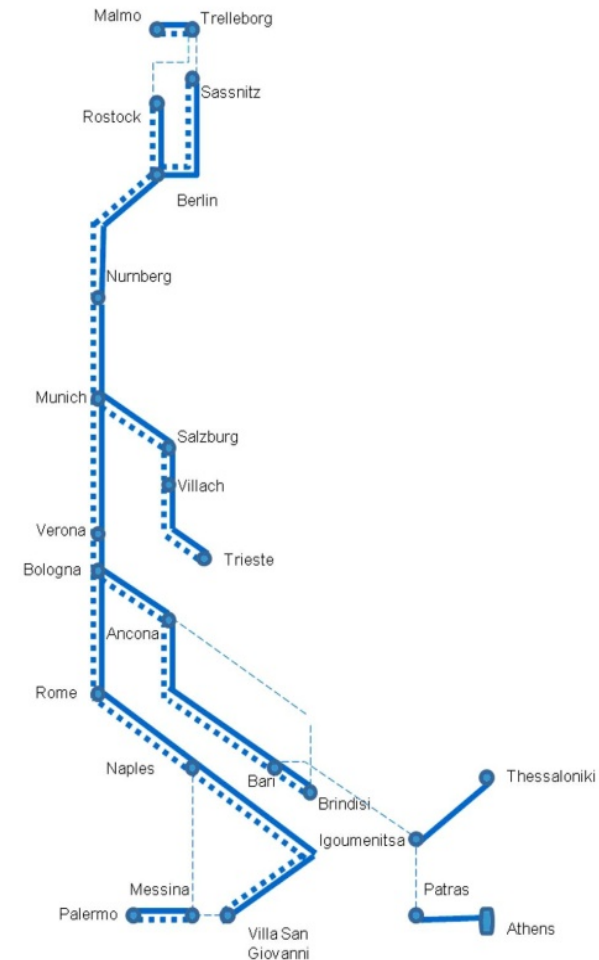 Malmo
Trelleborg
Sassnitz
Rostock
Berlin
Nurnberg
Munich
Salzburg
Villach
Verona
Bologna
Trieste
Ancona
Rome
Naples
Bari
Thessaloniki
Brindisi
Igoumenitsa
Messina
Patras
Palermo
Athens
Villa San
Giovanni